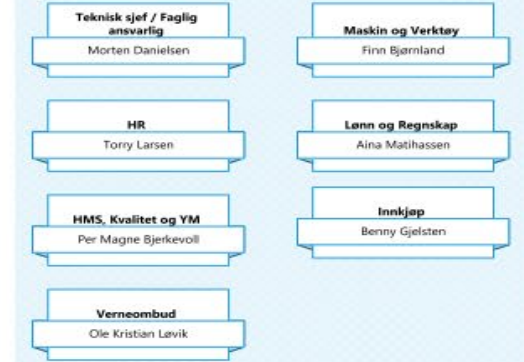 Teknisk sjef / Faglig
ansvarlig
Morten Danielsen
Maskin og Verktøy
Finn Bjørnland
HR
Torry Larsen
Lønn og Regnskap
Aina Matihassen
HMS, Kvalitet og YM
Per Magne Bjerkevoll
Innkjøp
Benny Gjelsten
Verneombud
Ole Kristian Løvik